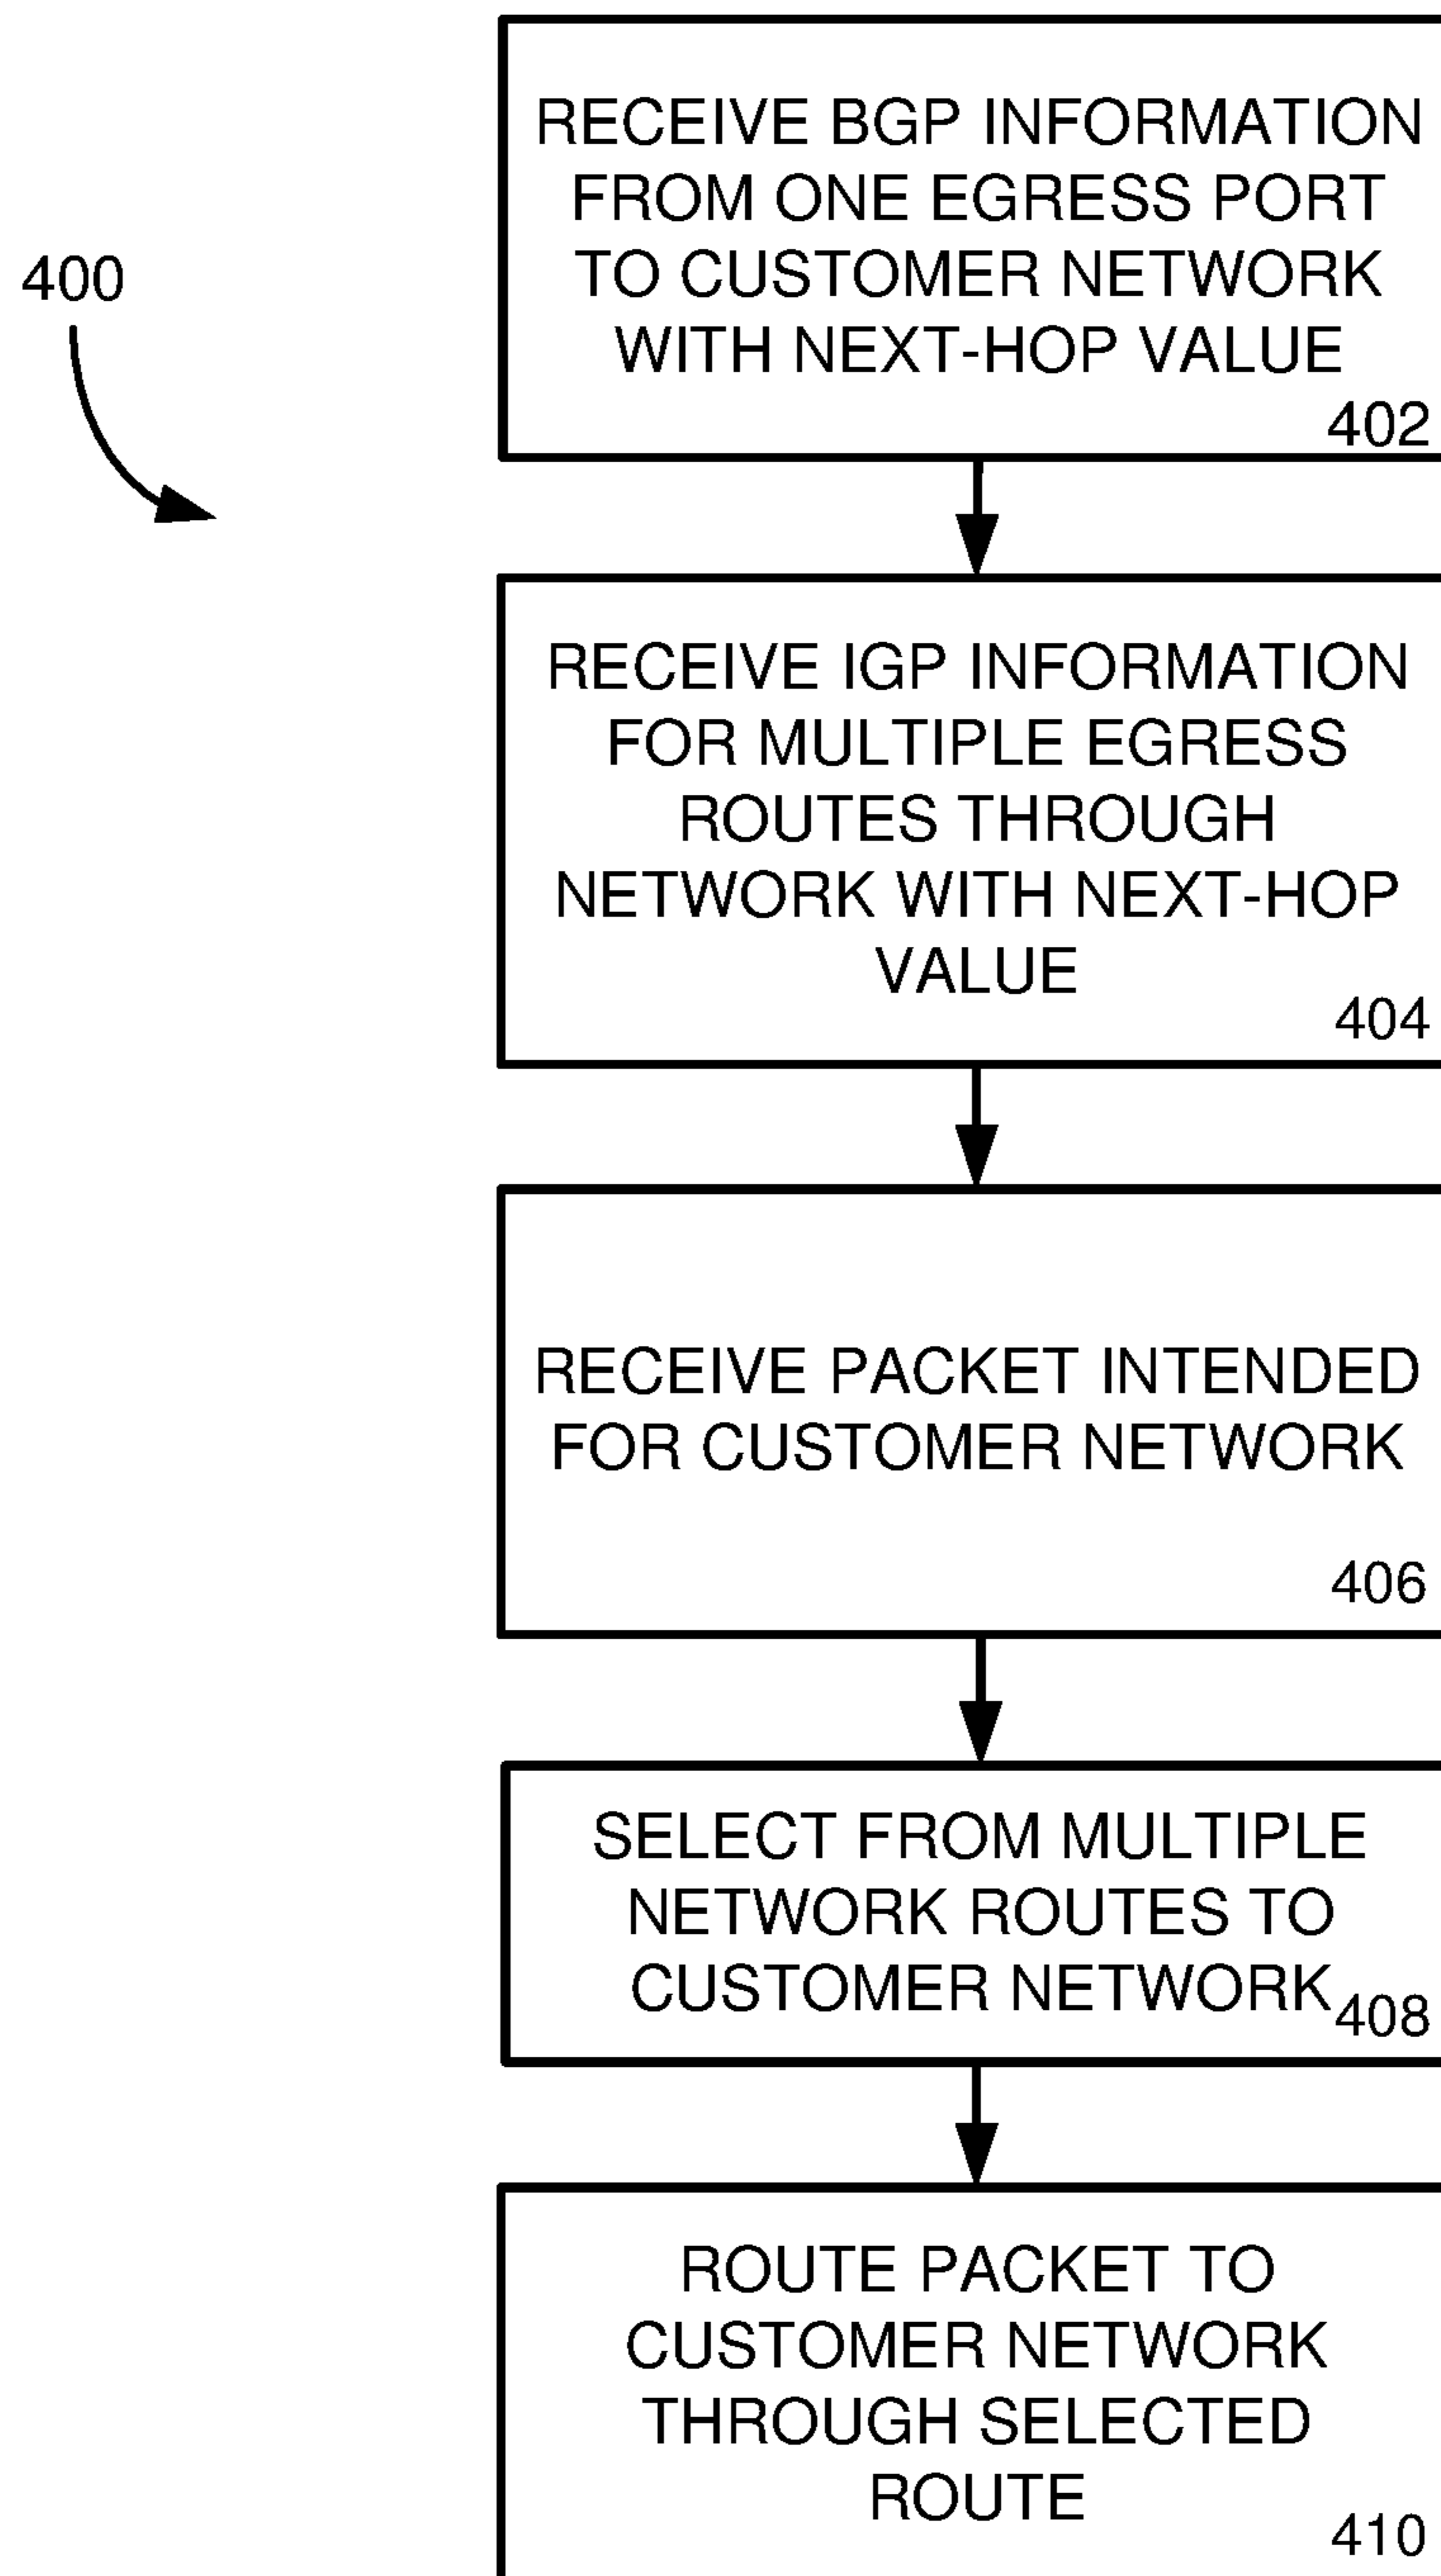 400
RECEIVE BGP INFORMATION
FROM ONE EGRESS PORT
TO CUSTOMER NETWORK
WITH NEXT-HOP VALUE
402
RECEIVE IGP INFORMATION
FOR MULTIPLE EGRESS
ROUTES THROUGH
NETWORK WITH NEXT-HOP
VALUE
404
RECEIVE PACKET INTENDED
FOR CUSTOMER NETWORK
406
SELECT FROM MULTIPLE
NETWORK ROUTES TO
CUSTOMER NETWORK
408
ROUTE PACKET TO
CUSTOMER NETWORK
THROUGH SELECTED
ROUTE
410